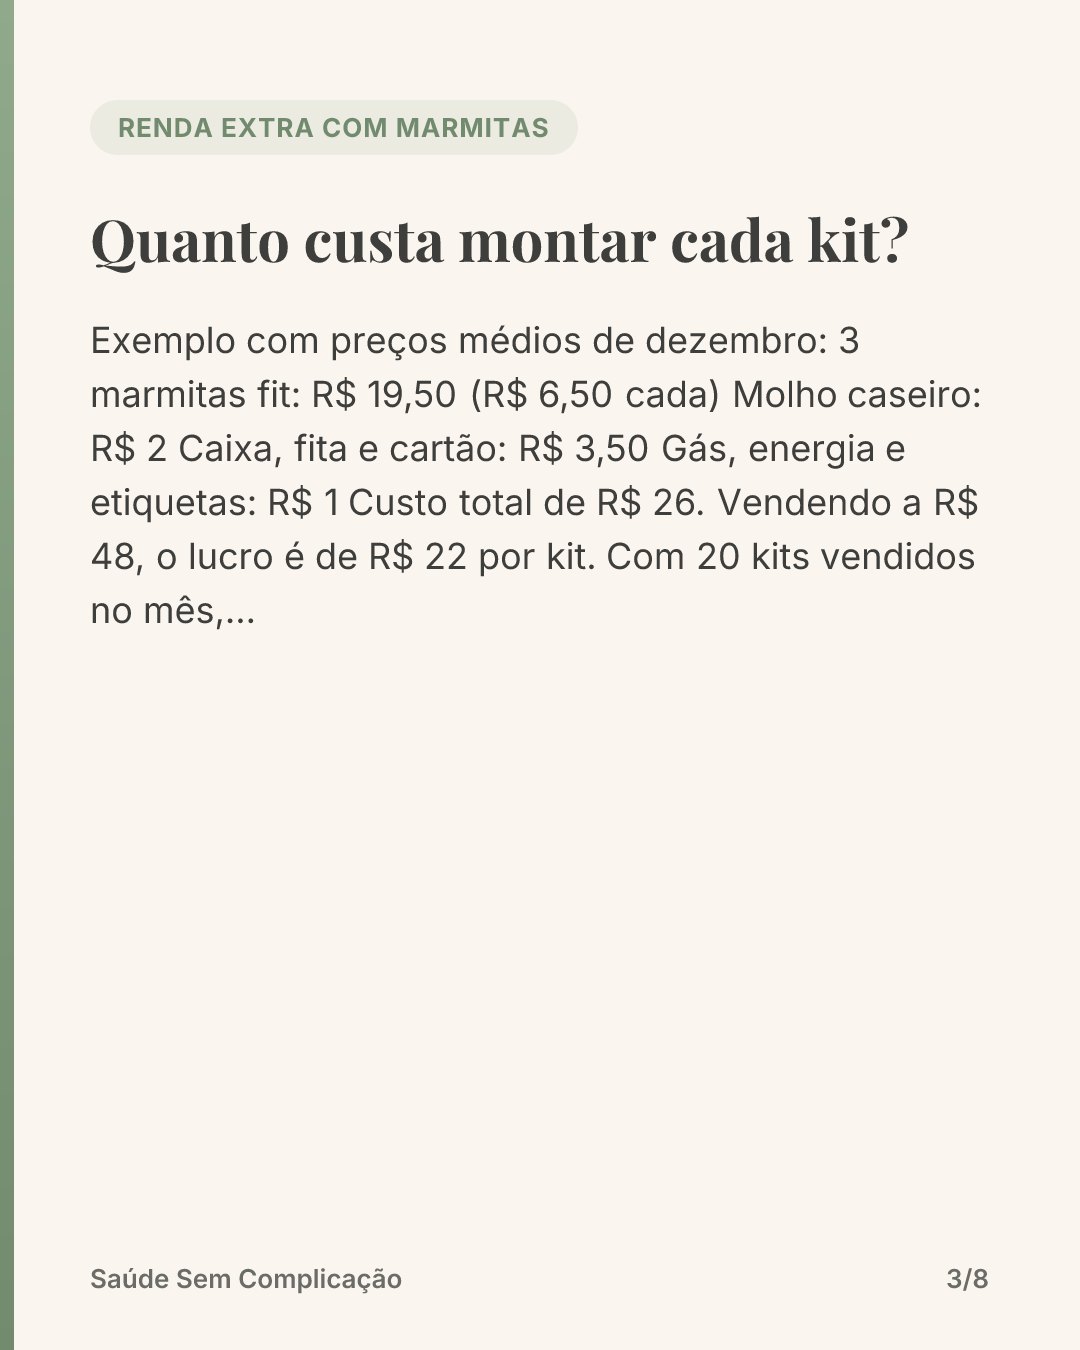 RENDA EXTRA COM MARMITAS
Quanto custa montar cada kit?
Exemplo com preços médios de dezembro: 3
marmitas fit: R$ 19,50 (R$ 6,50 cada) Molho caseiro:
R$ 2 Caixa, fita e cartão: R$ 3,50 Gás, energia e
etiquetas: R$ 1 Custo total de R$ 26. Vendendo a R$
48, o lucro é de R$ 22 por kit. Com 20 kits vendidos
no mês,...
Saúde Sem Complicação
3/8